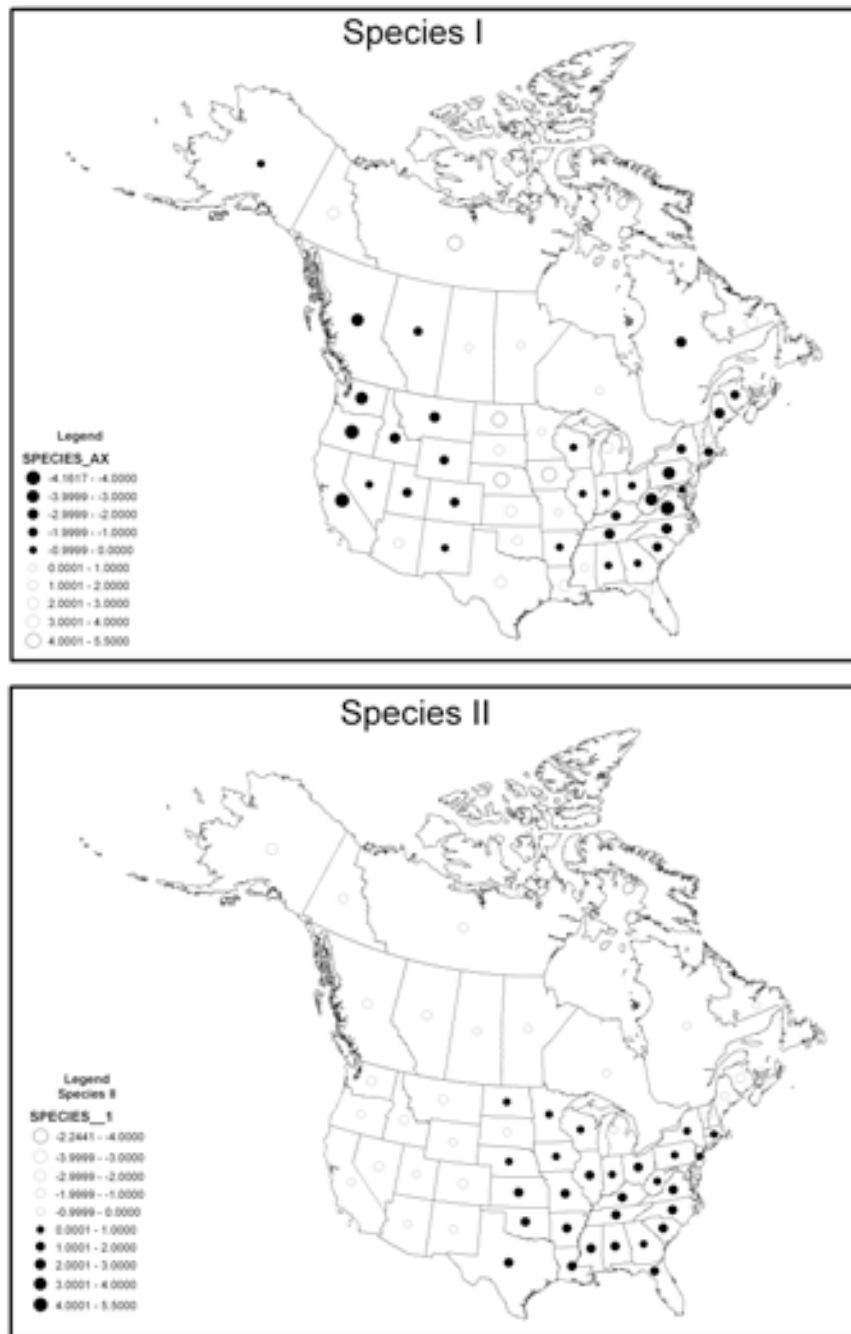 Species I
Legend
SPECIES_AX
-4.1617 - -4.0000
-3.9999 - -3.0000
-2.9999 - -2.0000
-1.9999 - -1.0000
-0.9999 - 0.0000
0.0001 - 1.0000
1.0001 - 2.0000
2.0001 - 3.0000
3.0001 - 4.0000
4.0001 - 5.5000
Species II
Legend
Species II
SPECIES__1
-2.2441 - -4.0000
-3.9999 - -3.0000
-2.9999 - -2.0000
-1.9999 - -1.0000
-0.9999 - 0.0000
0.0001 - 1.0000
1.0001 - 2.0000
2.0001 - 3.0000
3.0001 - 4.0000
4.0001 - 5.5000